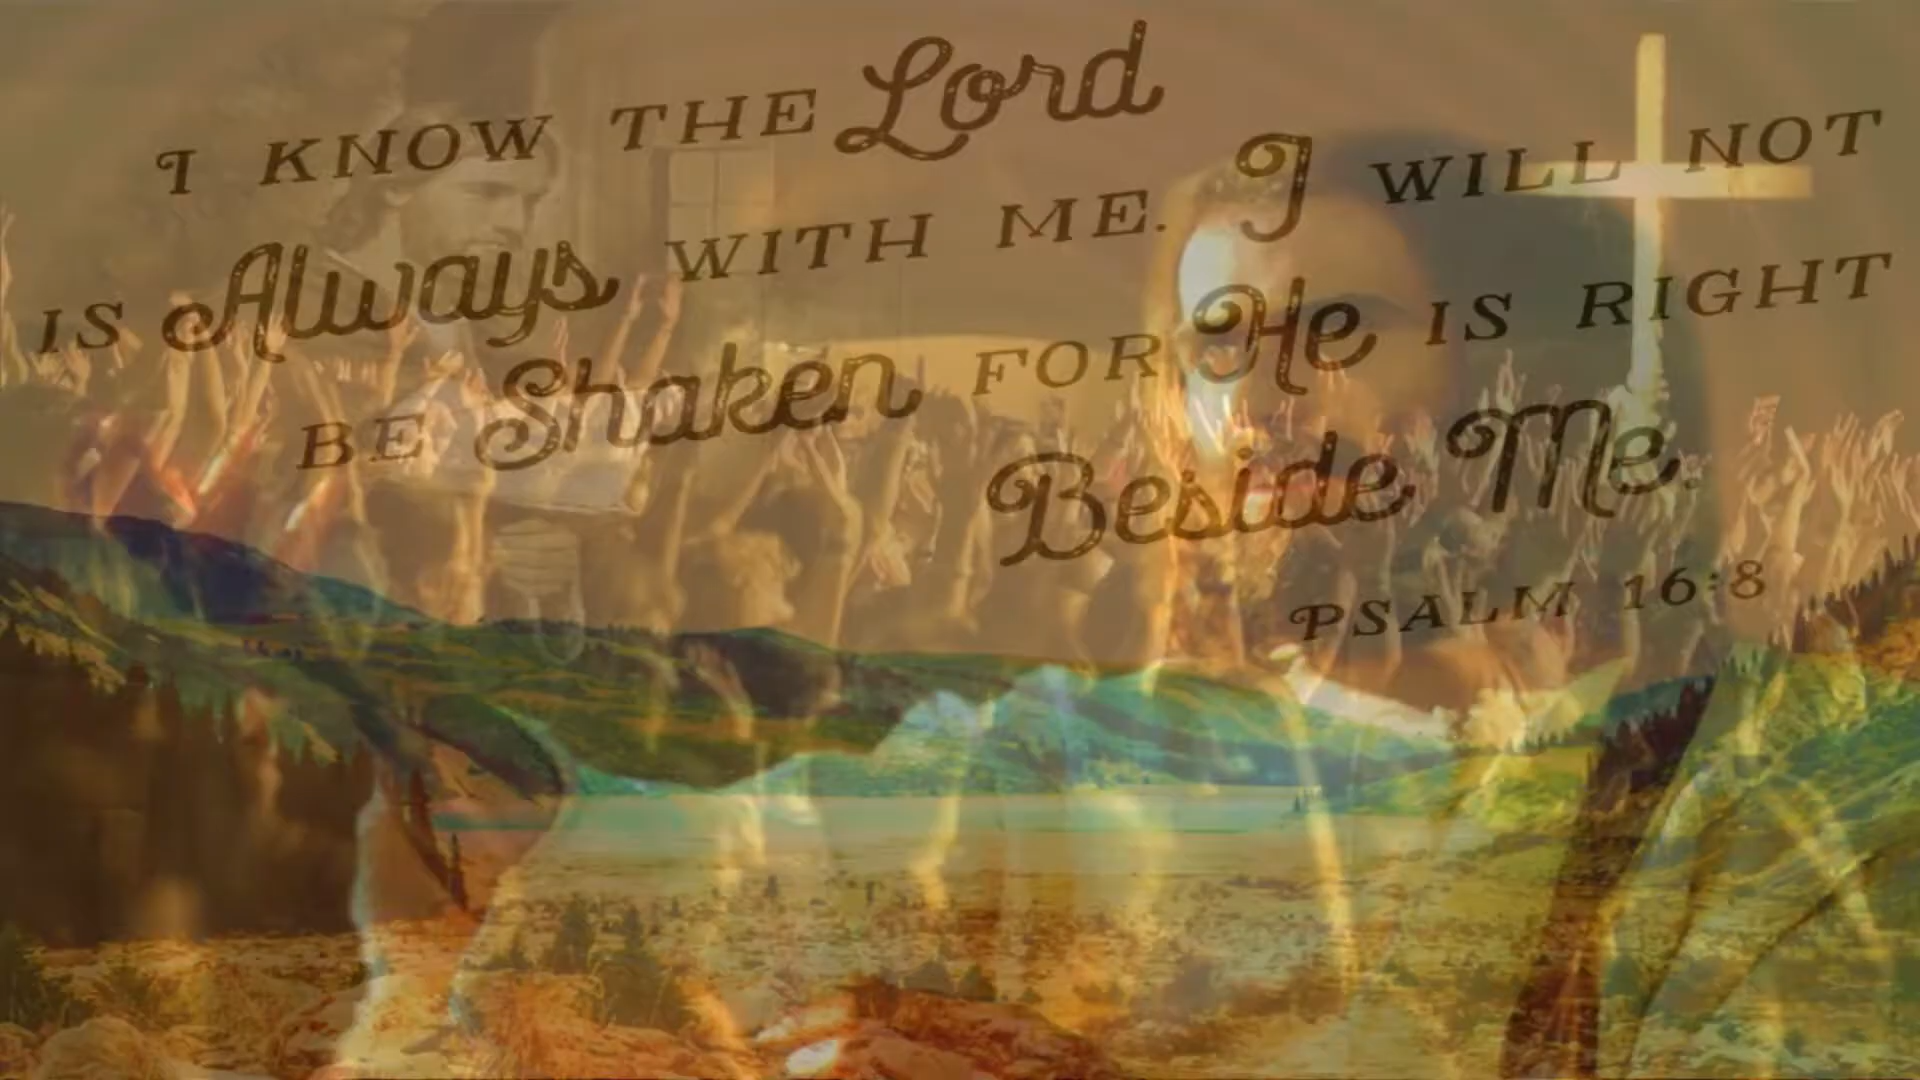 I KNOW THE Lord
IS Always WITH ME. I WILL NOT
BE Shaken FOR He IS RIGHT
Beside Me.
PSALM 16:8